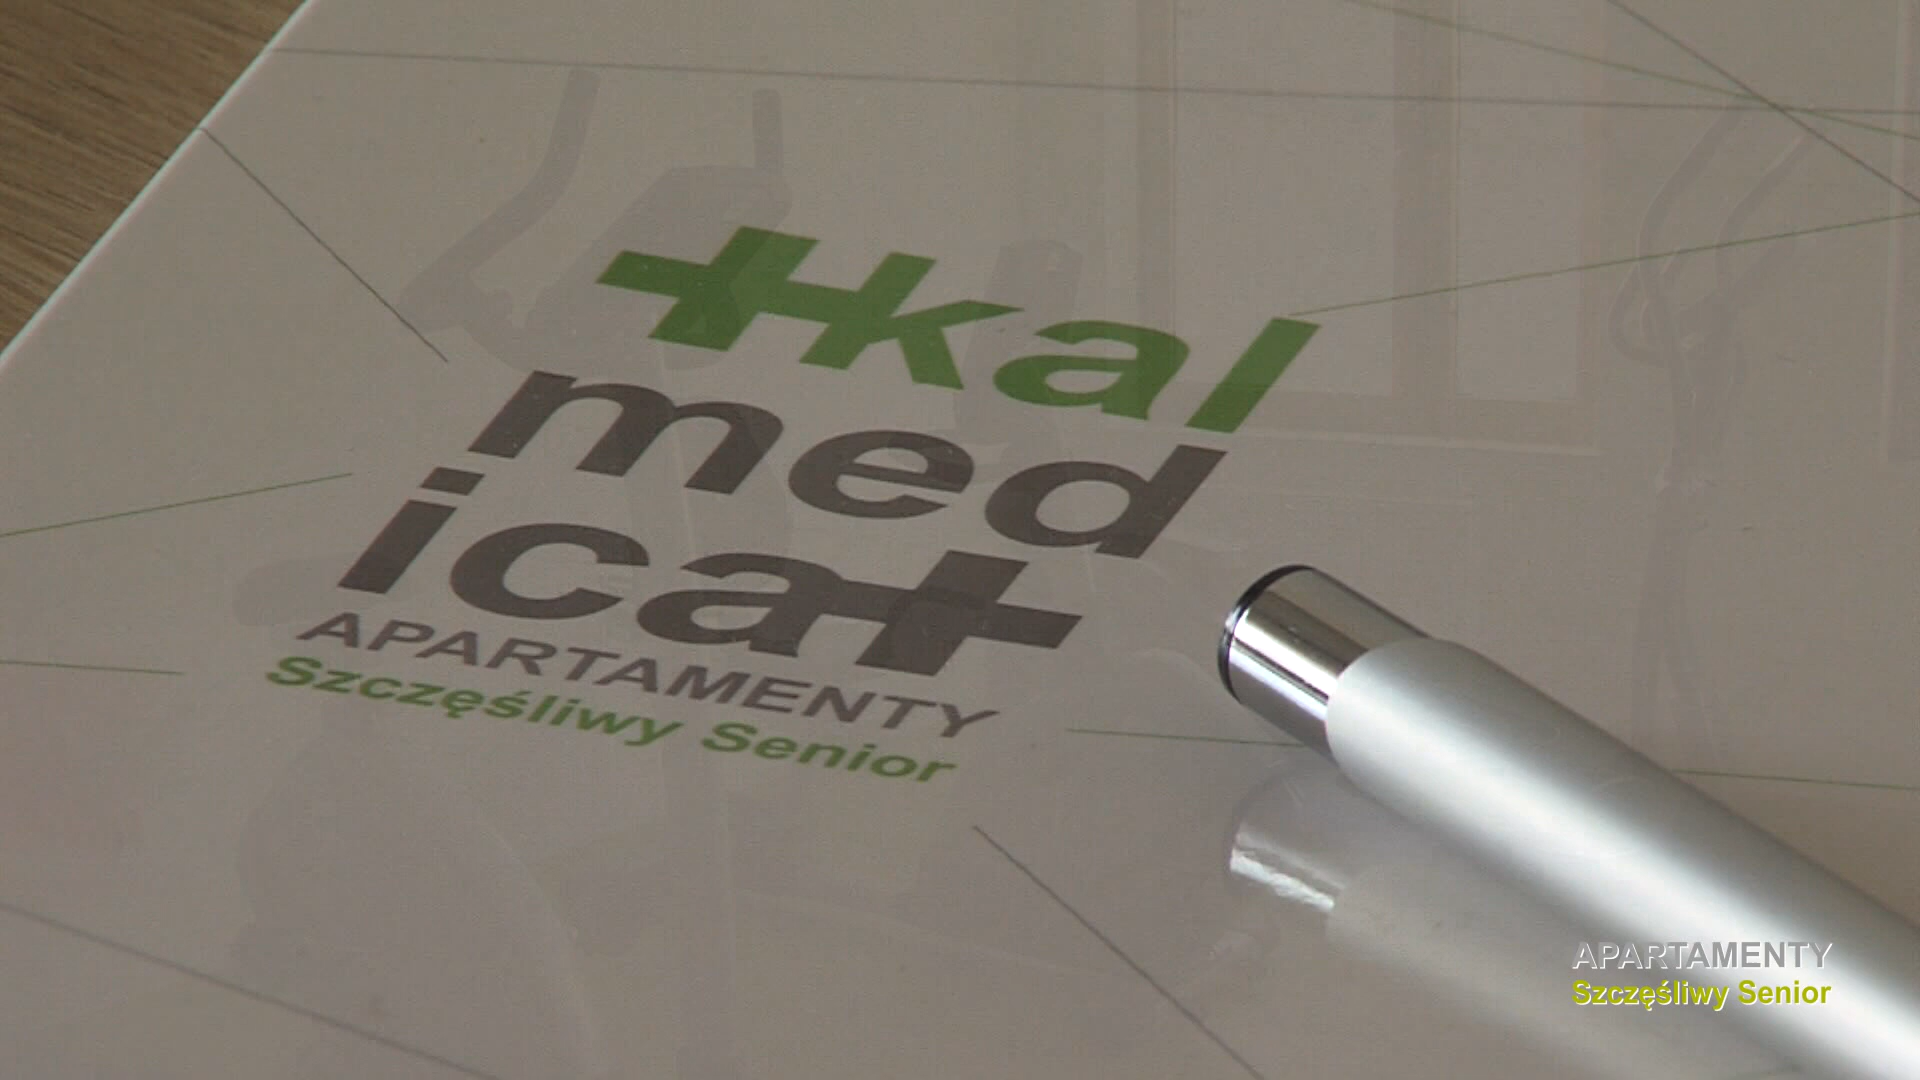 +kal
med
ica+
APARTAMENTY
Szczęśliwy Senior
APARTAMENTY
Szczęśliwy Senior